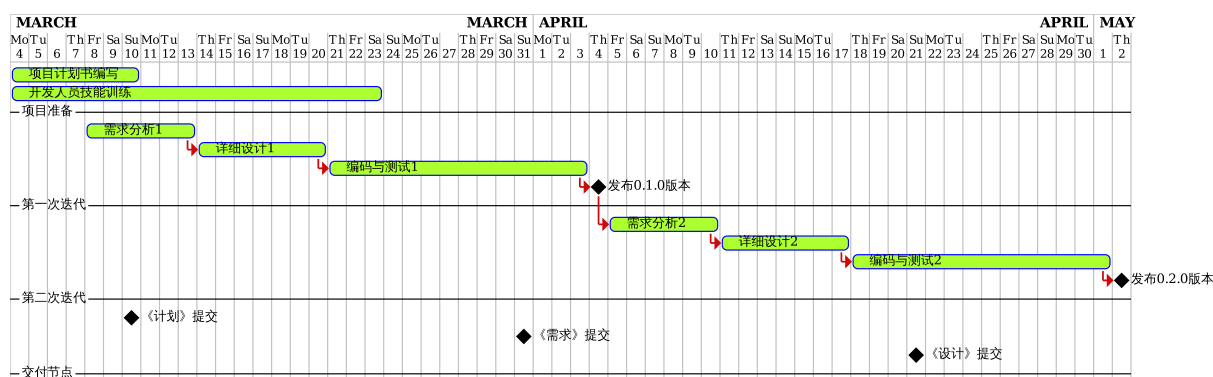 MARCH MARCH APRIL APRIL MAY
Mo Tu Th Fr Sa Su Mo Tu Th Fr Sa Su Mo Tu Th Fr Sa Su Mo Tu Th Fr Sa Su Mo Tu Th Fr Sa Su Mo Tu Th Fr Sa Su Mo Tu Th Fr Sa Su Mo Tu Th Fr Sa Su Mo Tu Th
4 5 6 7 8 9 10 11 12 13 14 15 16 17 18 19 20 21 22 23 24 25 26 27 28 29 30 31 1 2 3 4 5 6 7 8 9 10 11 12 13 14 15 16 17 18 19 20 21 22 23 24 25 26 27 28 29 30 1 2
项目计划书编写
开发人员技能训练
项目准备
需求分析1
详细设计1
编码与测试1
发布0.1.0版本
第一次迭代
需求分析2
详细设计2
编码与测试2
发布0.2.0版本
第二次迭代
《计划》提交
《需求》提交
《设计》提交
交付节点